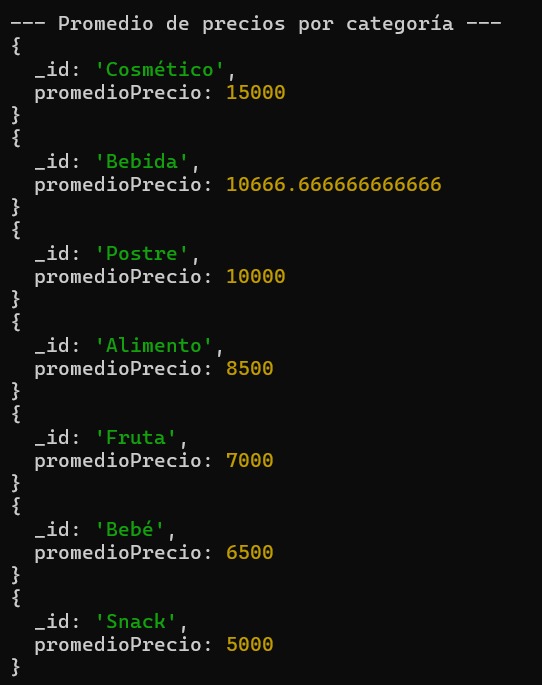 --- Promedio de precios por categoría ---
{
  _id: 'Cosmético',
  promedioPrecio: 15000
}
{
  _id: 'Bebida',
  promedioPrecio: 10666.666666666666
}
{
  _id: 'Postre',
  promedioPrecio: 10000
}
{
  _id: 'Alimento',
  promedioPrecio: 8500
}
{
  _id: 'Fruta',
  promedioPrecio: 7000
}
{
  _id: 'Bebé',
  promedioPrecio: 6500
}
{
  _id: 'Snack',
  promedioPrecio: 5000
}